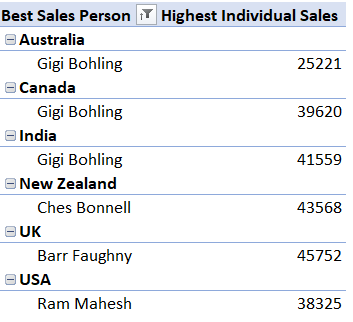 Best Sales Person Highest Individual Sales
Australia
Gigi Bohling 25221
Canada
Gigi Bohling 39620
India
Gigi Bohling 41559
New Zealand
Ches Bonnell 43568
UK
Barr Faughny 45752
USA
Ram Mahesh 38325